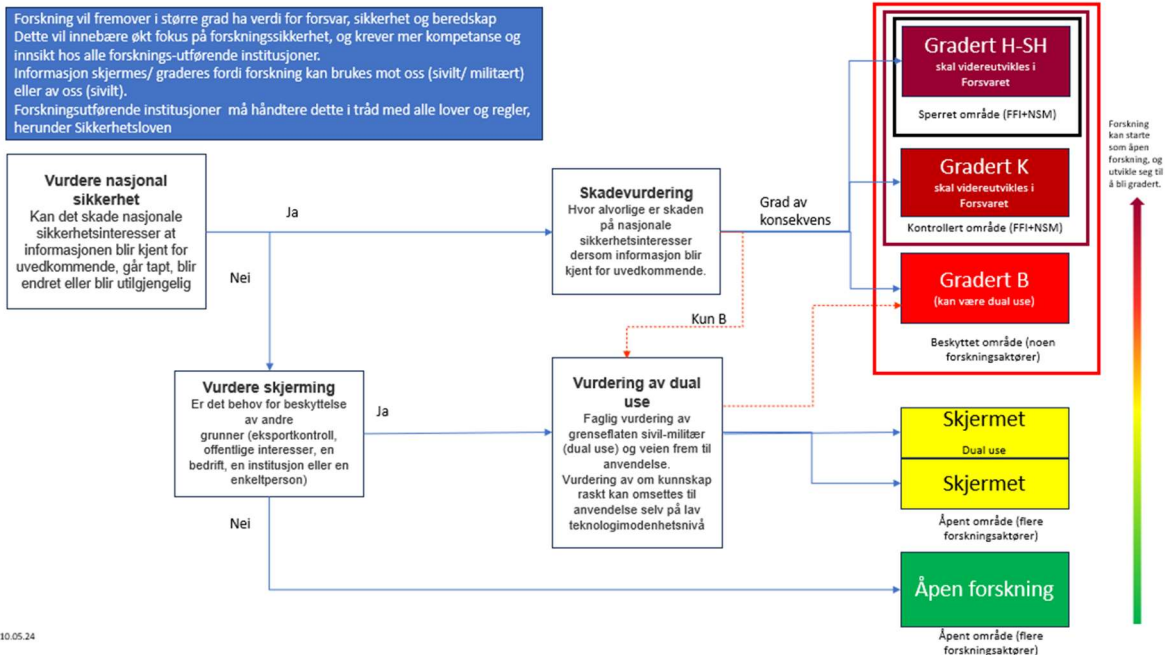 Forskning vil fremover i større grad ha verdi for forsvar, sikkerhet og beredskap
Dette vil innebære økt fokus på forskningssikkerhet, og krever mer kompetanse og
innsikt hos alle forsknings-utførende institusjoner.
Informasjon skjermes/ graderes fordi forskning kan brukes mot oss (sivilt/ militært)
eller av oss (sivilt).
Forskningsutførende institusjoner må håndtere dette i tråd med alle lover og regler,
herunder Sikkerhetsloven
Vurdere nasjonal
sikkerhet
Kan det skade nasjonale
sikkerhetsinteresser at
informasjonen blir kjent for
uvedkommende, går tapt, blir
endret eller blir utilgjengelig
Ja
Nei
Skadevurdering
Hvor alvorlige er skaden
på nasjonale
sikkerhetsinteresser
dersom informasjon blir
kjent for uvedkommende.
Grad av
konsekvens
Kun B
Gradert H-SH
skal videreutvikles i
Forsvaret
Sperret område (FFI+NSM)
Gradert K
skal videreutvikles i
Forsvaret
Kontrollert område (FFI+NSM)
Gradert B
(kan være dual use)
Beskyttet område (noen
forskningsaktører)
Forskning
kan starte
som åpen
forskning, og
utvikle seg til
å bli gradert.
Vurdere skjerming
Er det behov for beskyttelse
av andre
grunner (eksportkontroll,
offentlige interesser, en
bedrift, en institusjon eller en
enkeltperson)
Ja
Nei
Vurdering av dual
use
Faglig vurdering av
grenseflaten sivil-militær
(dual use) og veien frem til
anvendelse.
Vurdering av om kunnskap
raskt kan omsettes til
anvendelse selv på lav
teknologimodenhetsnivå
Skjermet
Dual use
Skjermet
Åpent område (flere
forskningsaktører)
Åpen forskning
Åpent område (flere
forskningsaktører)
10.05.24